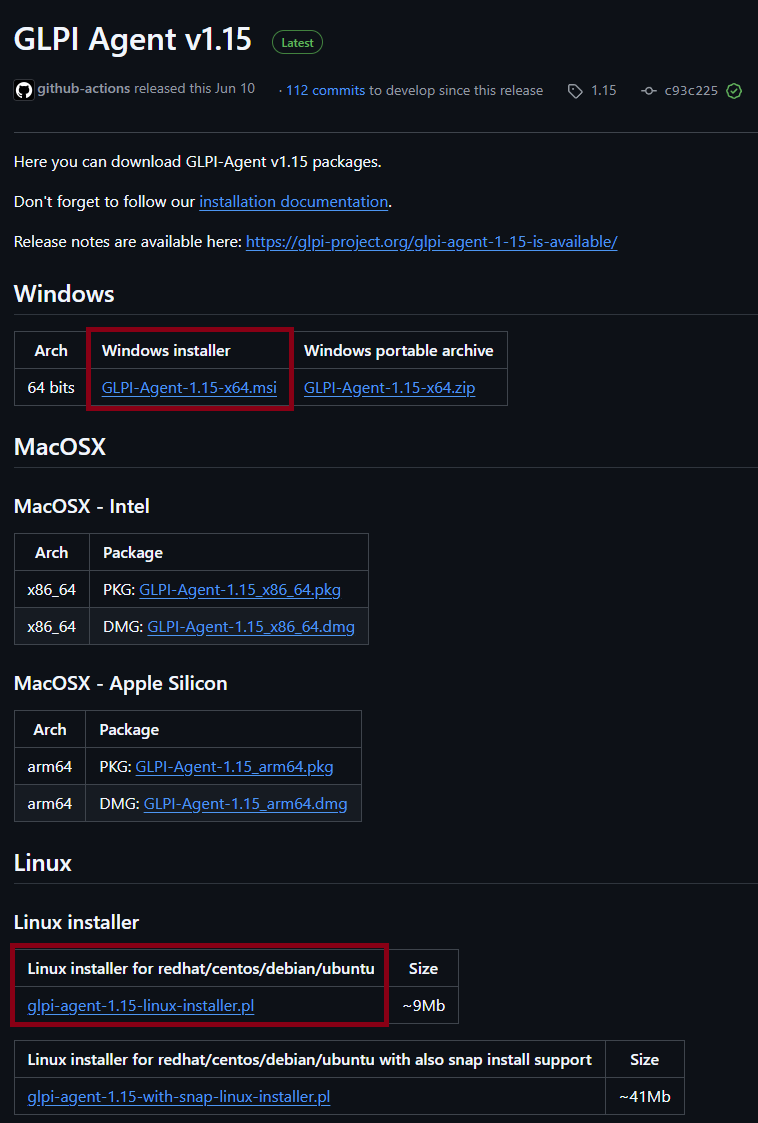 GLPI Agent v1.15 Latest
github-actions released this Jun 10 · 112 commits to develop since this release 1.15 c93c225
Here you can download GLPI-Agent v1.15 packages.
Don't forget to follow our installation documentation.
Release notes are available here: https://glpi-project.org/glpi-agent-1-15-is-available/
Windows
Arch Windows installer Windows portable archive
64 bits GLPI-Agent-1.15-x64.msi GLPI-Agent-1.15-x64.zip
MacOSX
MacOSX - Intel
Arch Package
x86_64 PKG: GLPI-Agent-1.15_x86_64.pkg
x86_64 DMG: GLPI-Agent-1.15_x86_64.dmg
MacOSX - Apple Silicon
Arch Package
arm64 PKG: GLPI-Agent-1.15_arm64.pkg
arm64 DMG: GLPI-Agent-1.15_arm64.dmg
Linux
Linux installer
Linux installer for redhat/centos/debian/ubuntu Size
glpi-agent-1.15-linux-installer.pl ~9Mb
Linux installer for redhat/centos/debian/ubuntu with also snap install support Size
glpi-agent-1.15-with-snap-linux-installer.pl ~41Mb